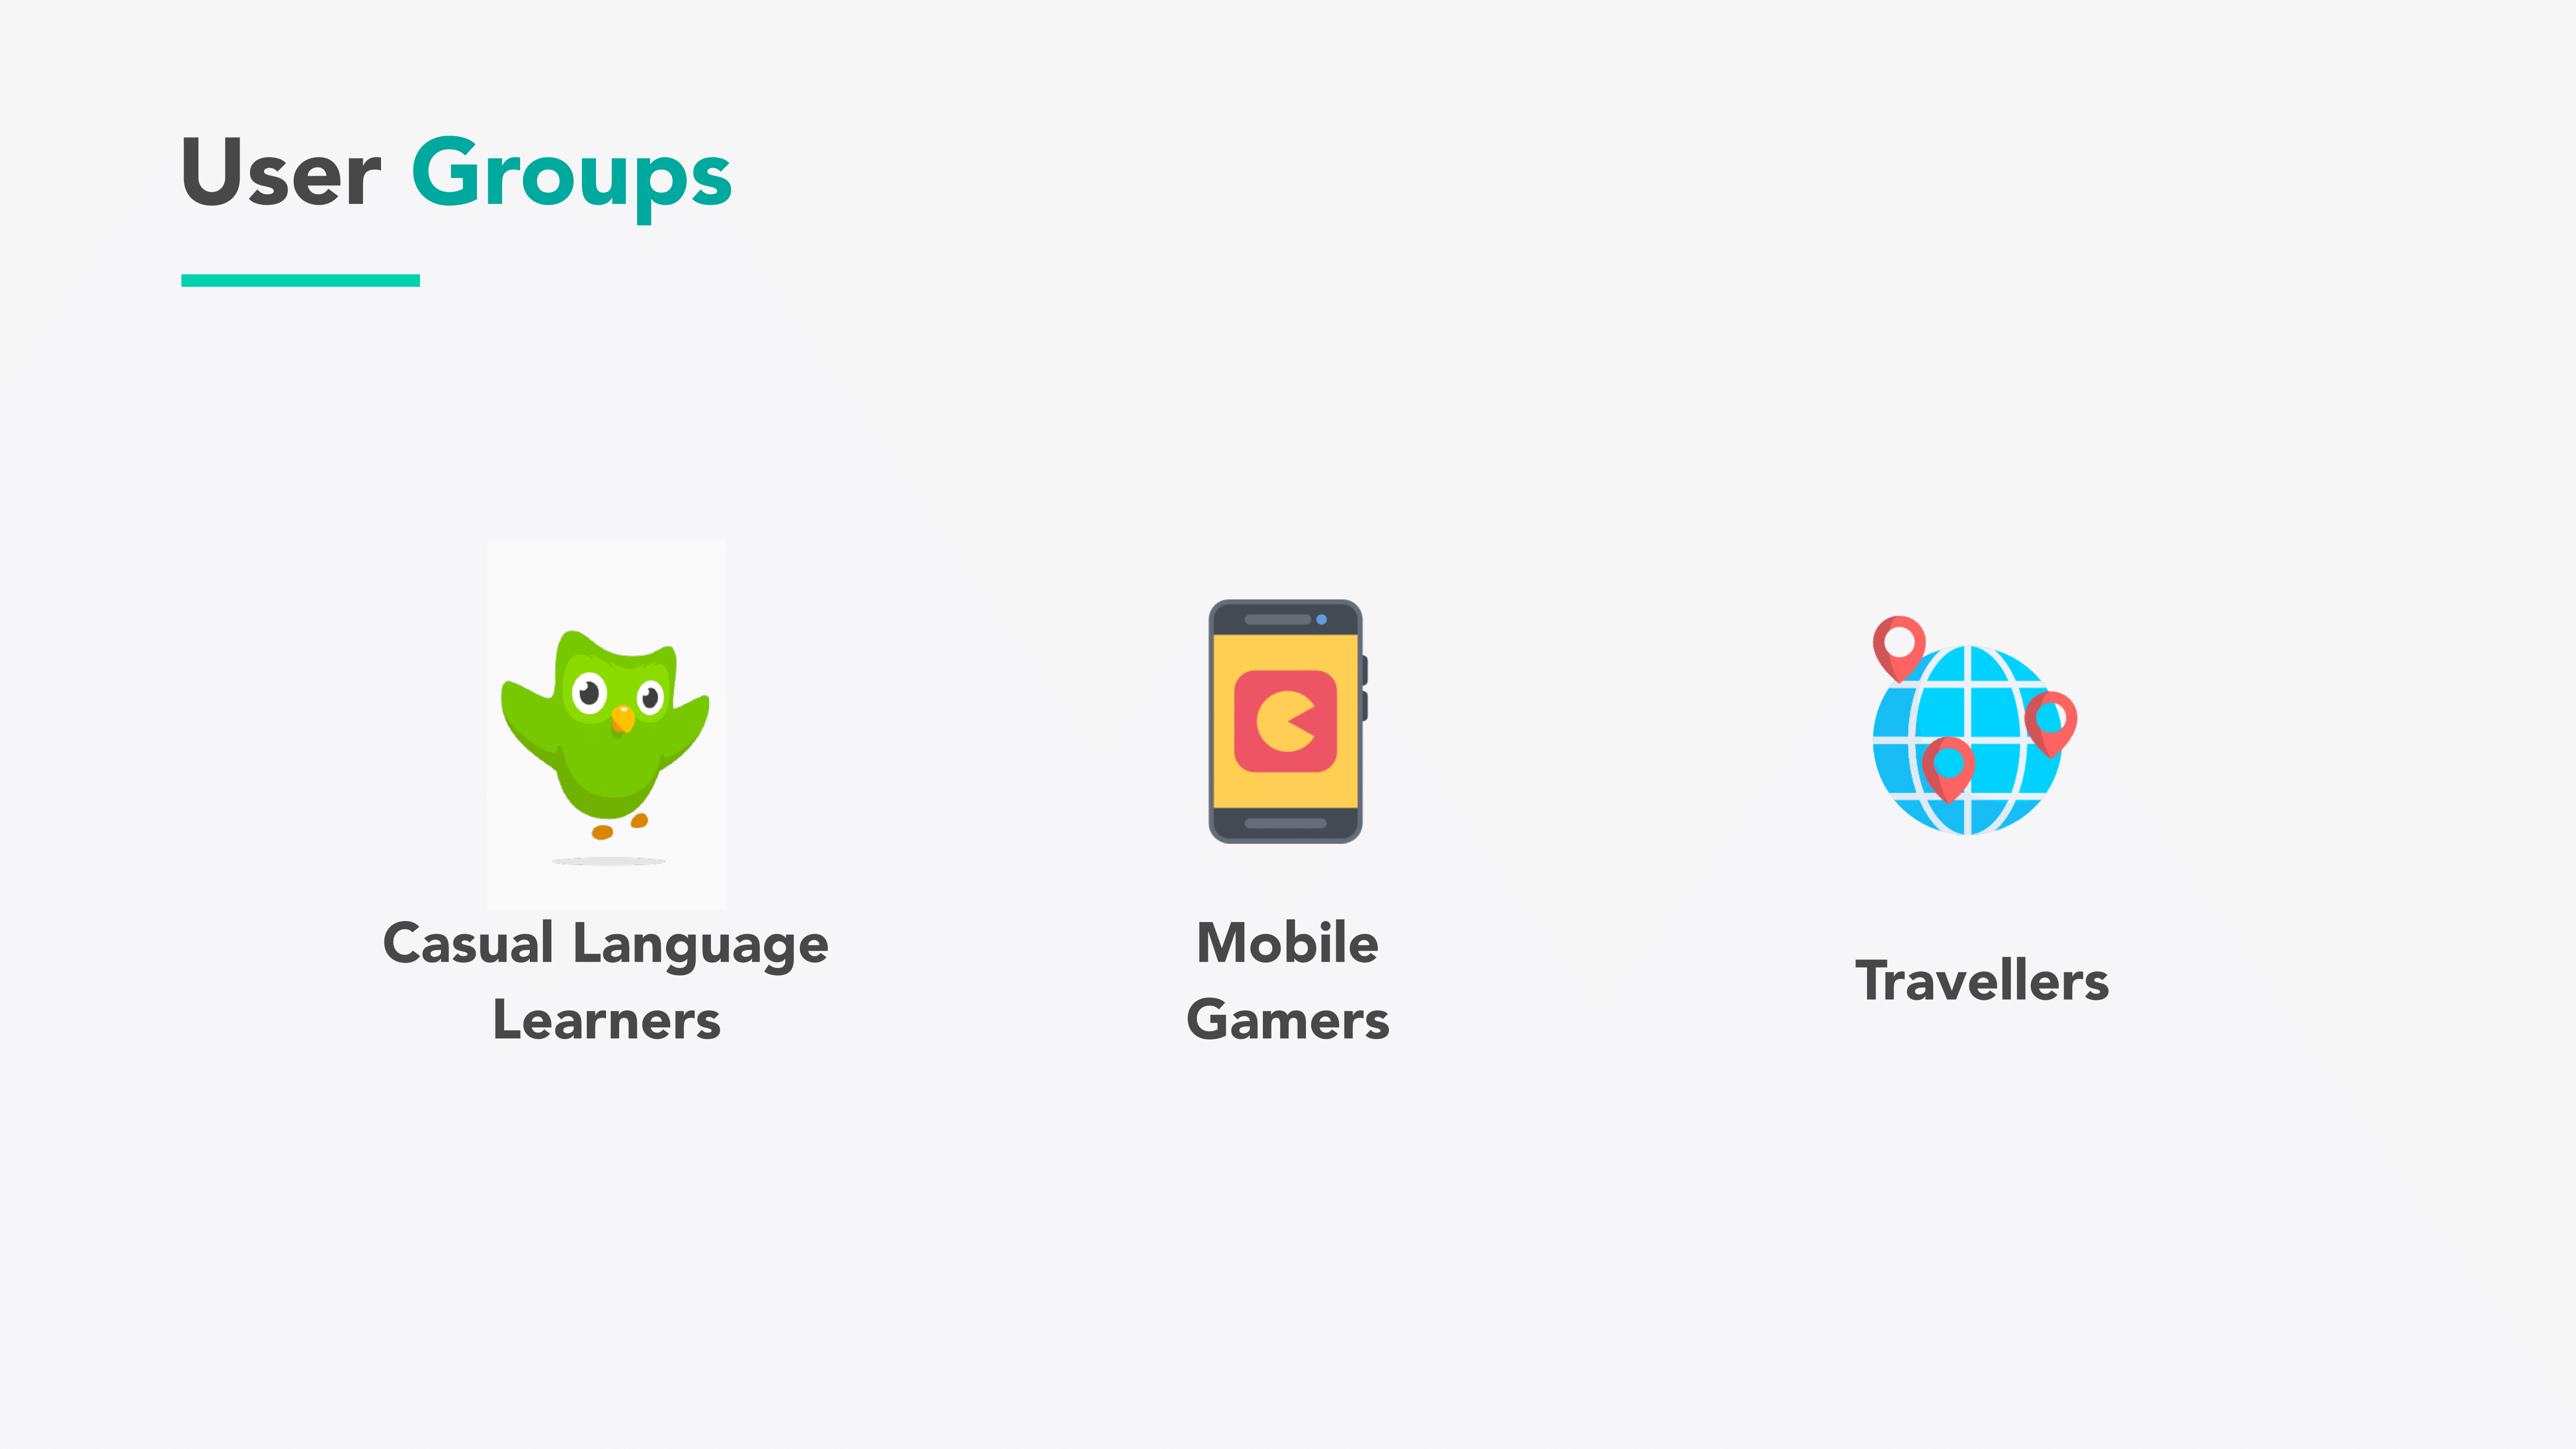 User Groups
Casual Language
Learners
Mobile
Gamers
Travellers